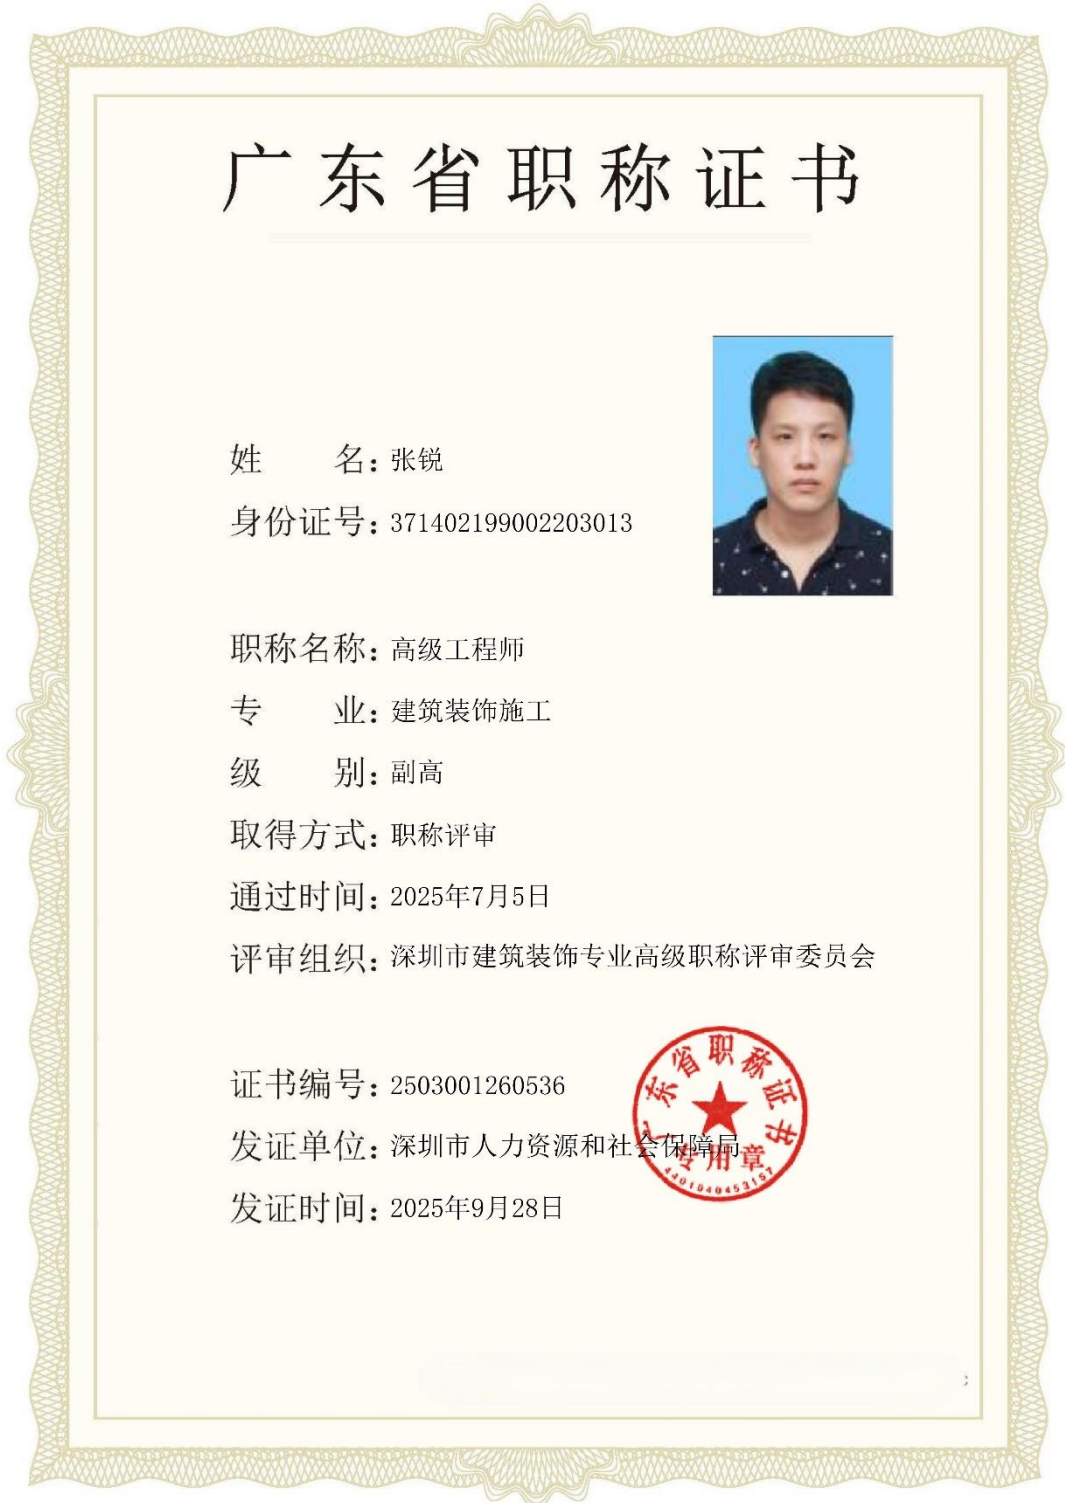 广东省职称证书
姓名：张锐
身份证号：371402199002203013
职称名称：高级工程师
专业：建筑装饰施工
级别：副高
取得方式：职称评审
通过时间：2025年7月5日
评审组织：深圳市建筑装饰专业高级职称评审委员会
证书编号：2503001260536
发证单位：深圳市人力资源和社会保障局
发证时间：2025年9月28日
广东省职称证书
专用章
4401040453157